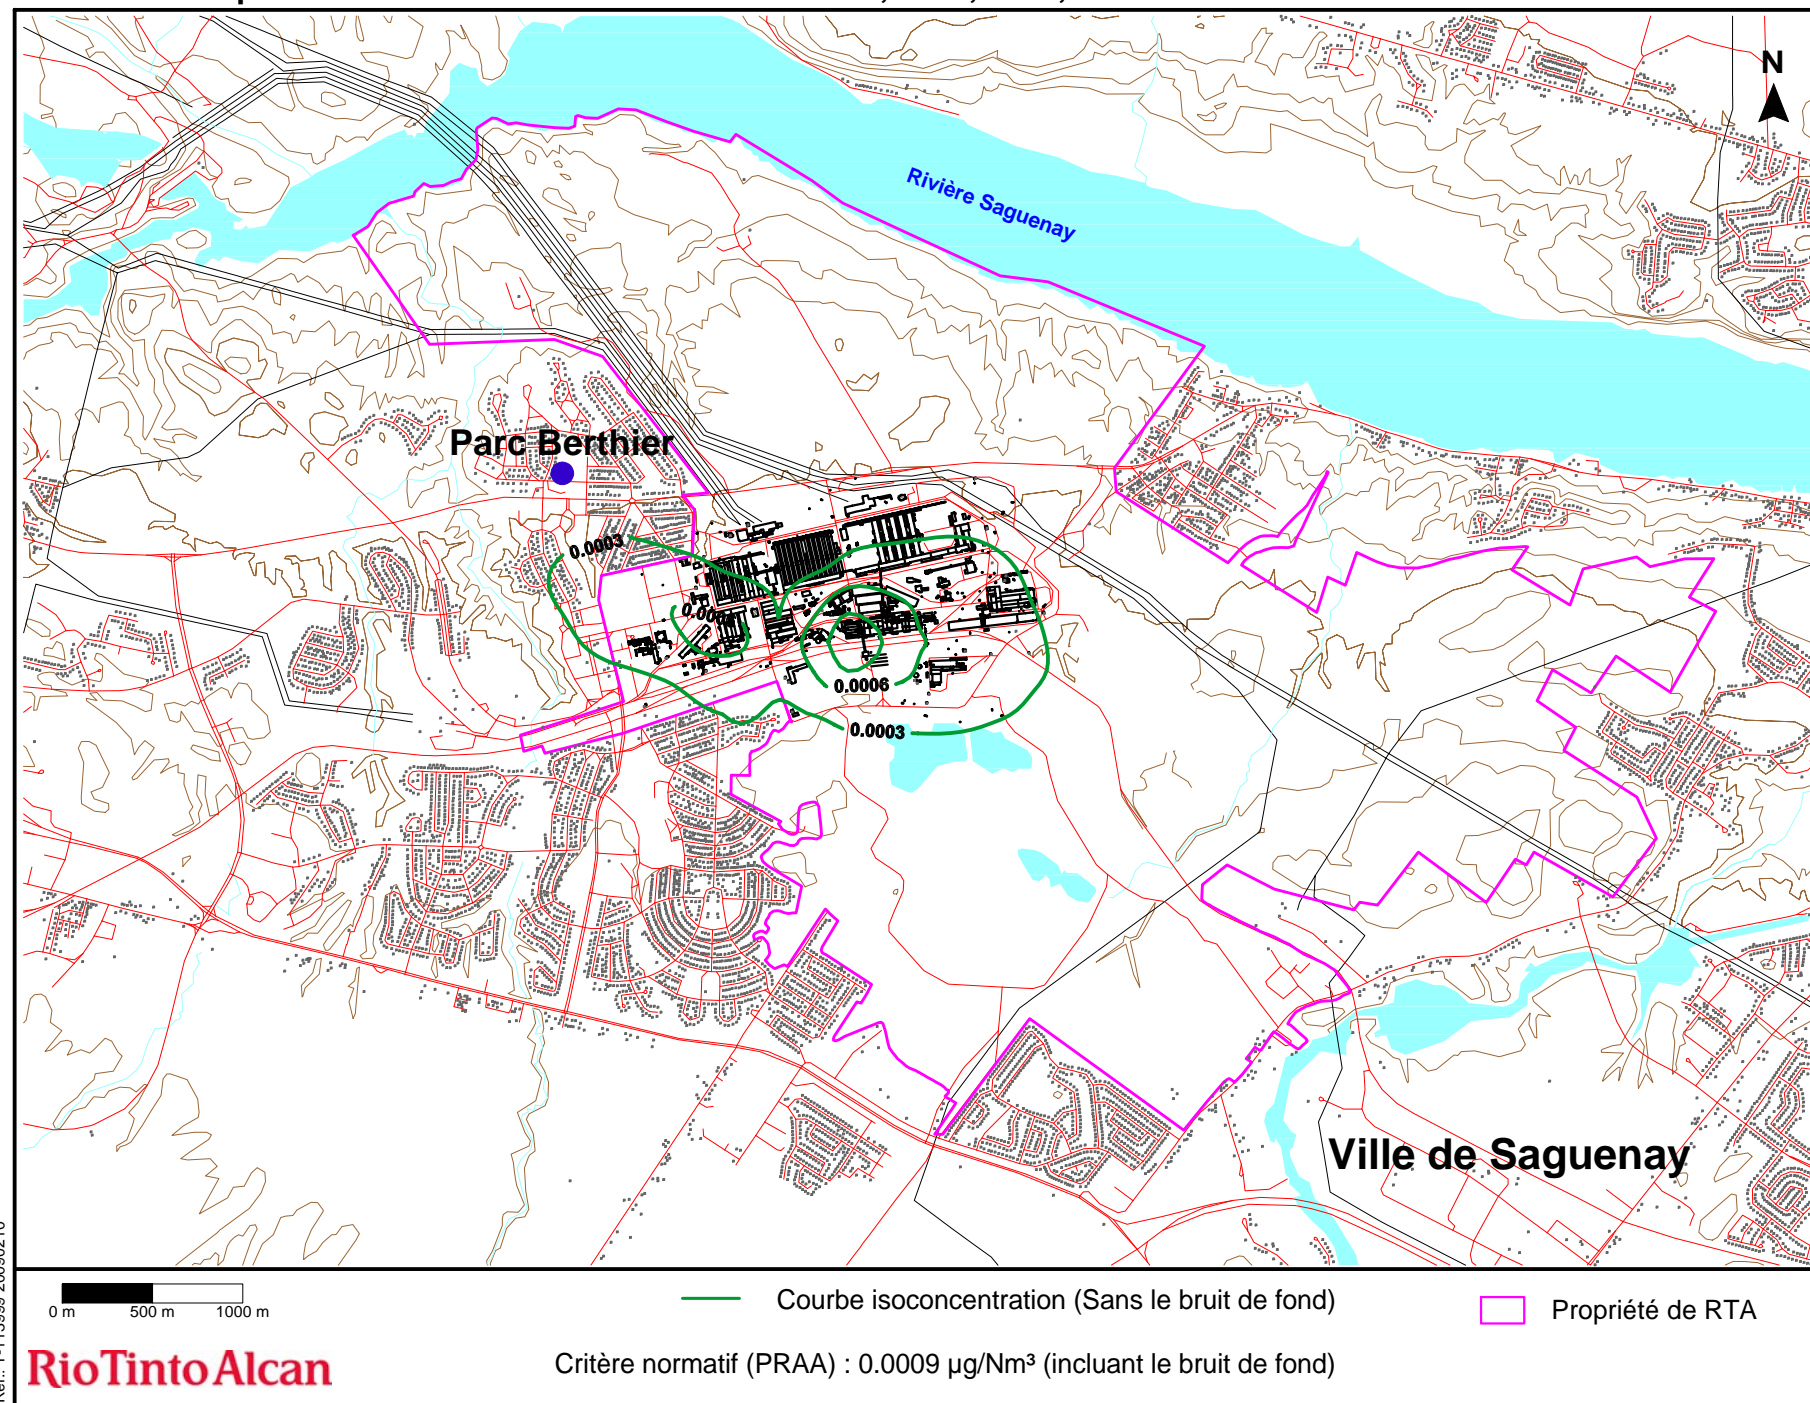 N
Rivière Saguenay
Parc Berthier
0.0003
0.0006
0.0003
Ville de Saguenay
0 m 500 m 1000 m
Courbe isoconcentration (Sans le bruit de fond)
Propriété de RTA
RioTintoAlcan
Critère normatif (PRAA) : 0.0009 µg/Nm³ (incluant le bruit de fond)